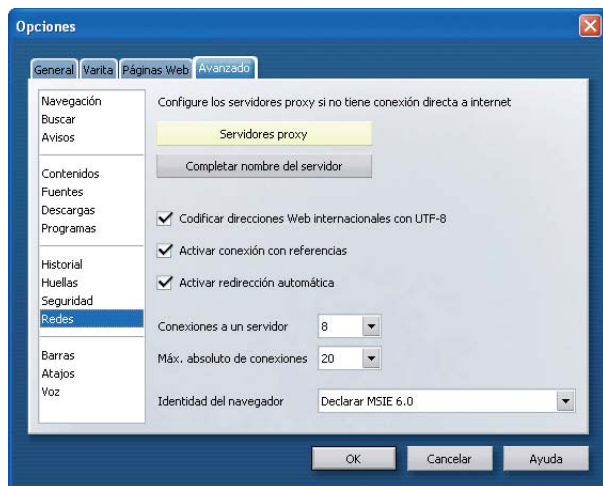 Opciones
General
Varita
Páginas Web
Avanzado
Navegación
Buscar
Avisos
Contenidos
Fuentes
Descargas
Programas
Historial
Huellas
Seguridad
Redes
Barras
Atajos
Voz
Configure los servidores proxy si no tiene conexión directa a internet
Servidores proxy
Completar nombre del servidor
Codificar direcciones Web internacionales con UTF-8
Activar conexión con referencias
Activar redirección automática
Conexiones a un servidor 8
Máx. absoluto de conexiones 20
Identidad del navegador Declarar MSIE 6.0
OK
Cancelar
Ayuda